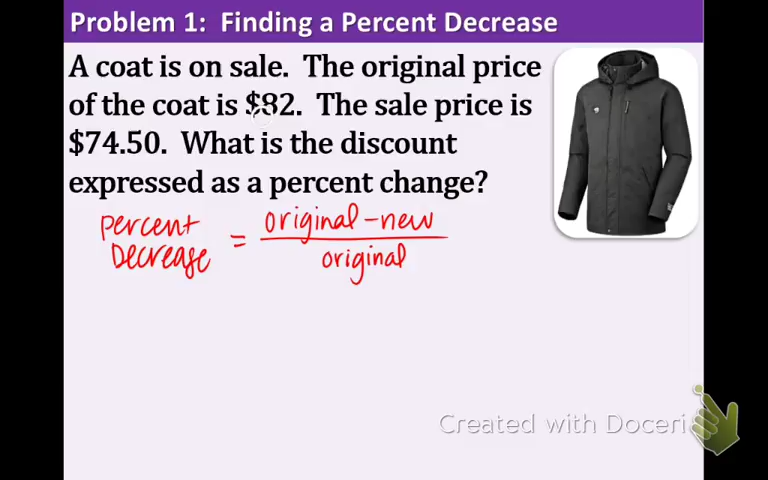 Problem 1: Finding a Percent Decrease
A coat is on sale. The original price
of the coat is $82. The sale price is
$74.50. What is the discount
expressed as a percent change?
percent
Decrease
=
original - new
original
Created with Doceri